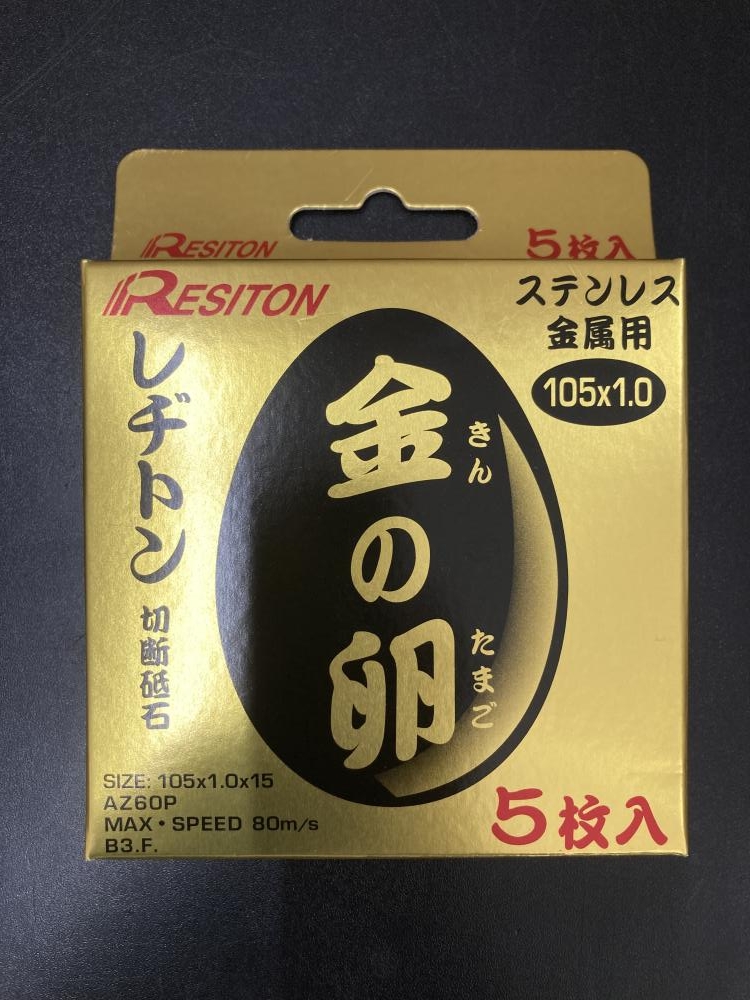 RESITON
5枚入
RESITON
ステンレス
金属用
105x1.0
レヂトン
切断砥石
金の卵
きん
たまご
SIZE: 105x1.0x15
AZ60P
MAX・SPEED 80m/s
B3.F.
5枚入